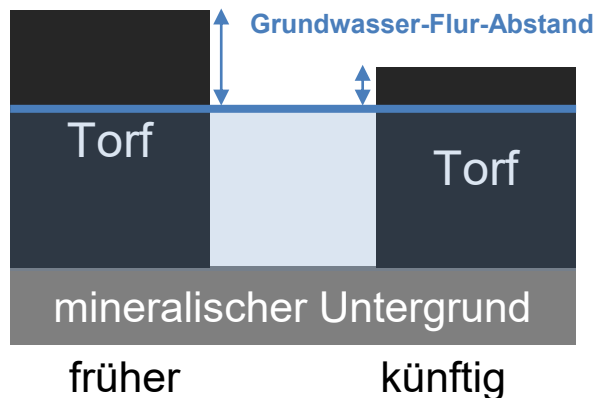 Grundwasser-Flur-Abstand
Torf
Torf
mineralischer Untergrund
früher
künftig